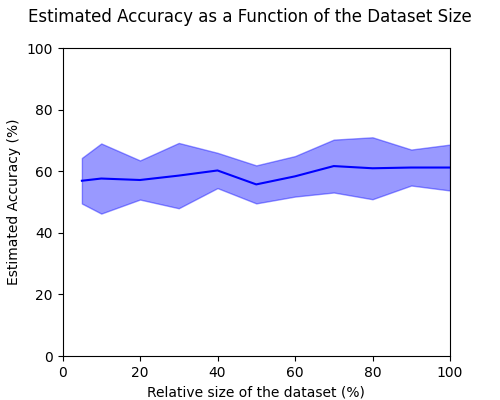 Estimated Accuracy as a Function of the Dataset Size
100
80
60
40
20
0
Estimated Accuracy (%)
0 20 40 60 80 100
Relative size of the dataset (%)